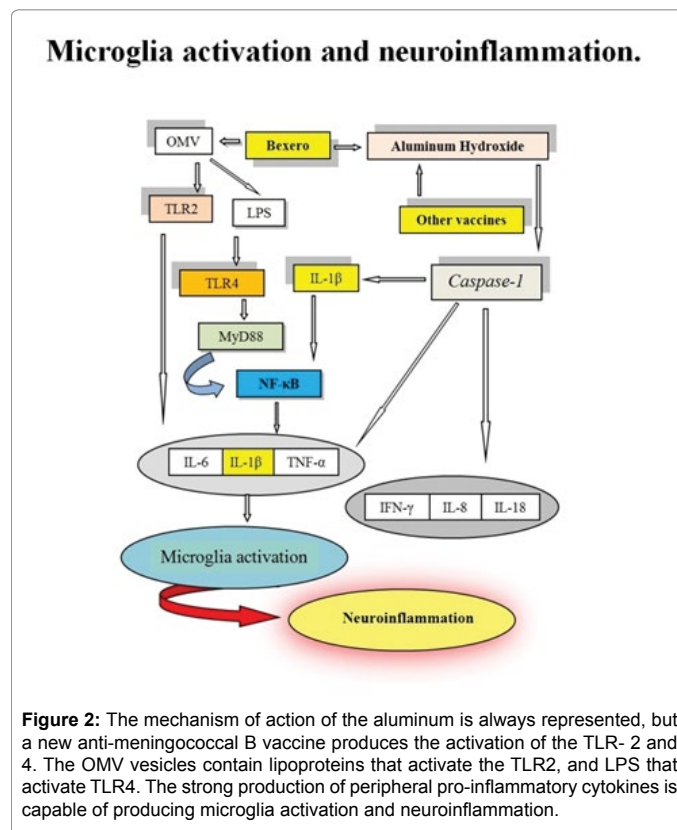 Microglia activation and neuroinflammation.
OMV
Bexero
Aluminum Hydroxide
TLR2
LPS
Other vaccines
TLR4
IL-1β
Caspase-1
MyD88
NF-κB
IL-6 IL-1β TNF-α
IFN-γ IL-8 IL-18
Microglia activation
Neuroinflammation
Figure 2: The mechanism of action of the aluminum is always represented, but
a new anti-meningococcal B vaccine produces the activation of the TLR- 2 and
4. The OMV vesicles contain lipoproteins that activate the TLR2, and LPS that
activate TLR4. The strong production of peripheral pro-inflammatory cytokines is
capable of producing microglia activation and neuroinflammation.